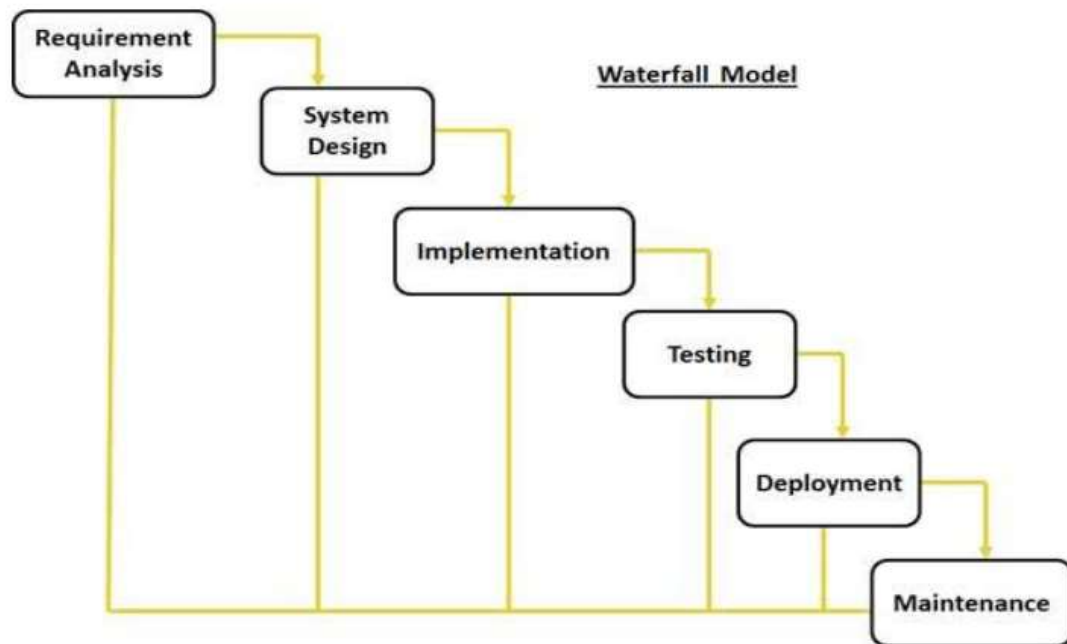 Requirement
Analysis
Waterfall Model
System
Design
Implementation
Testing
Deployment
Maintenance